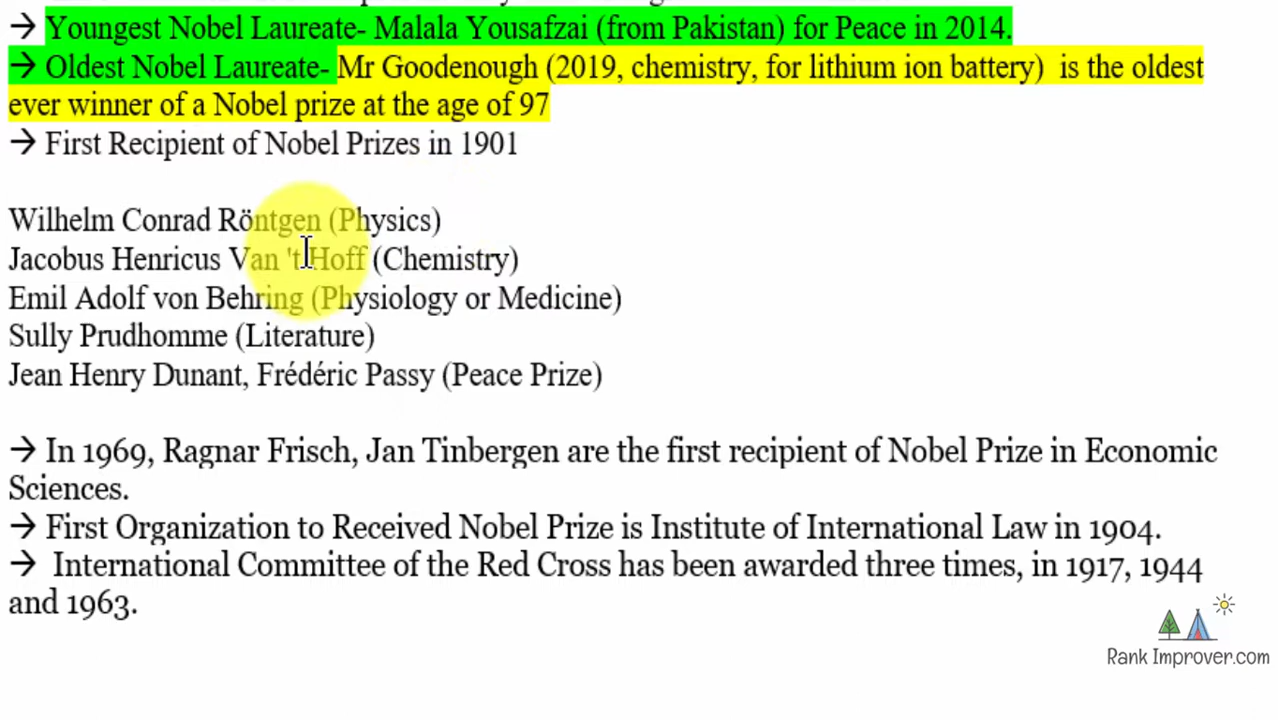 → Youngest Nobel Laureate- Malala Yousafzai (from Pakistan) for Peace in 2014.
→ Oldest Nobel Laureate- Mr Goodenough (2019, chemistry, for lithium ion battery)  is the oldest
ever winner of a Nobel prize at the age of 97
→ First Recipient of Nobel Prizes in 1901
Wilhelm Conrad Röntgen (Physics)
Jacobus Henricus Van 't Hoff (Chemistry)
Emil Adolf von Behring (Physiology or Medicine)
Sully Prudhomme (Literature)
Jean Henry Dunant, Frédéric Passy (Peace Prize)
→ In 1969, Ragnar Frisch, Jan Tinbergen are the first recipient of Nobel Prize in Economic
Sciences.
→ First Organization to Received Nobel Prize is Institute of International Law in 1904.
→  International Committee of the Red Cross has been awarded three times, in 1917, 1944
and 1963.
Rank Improver.com